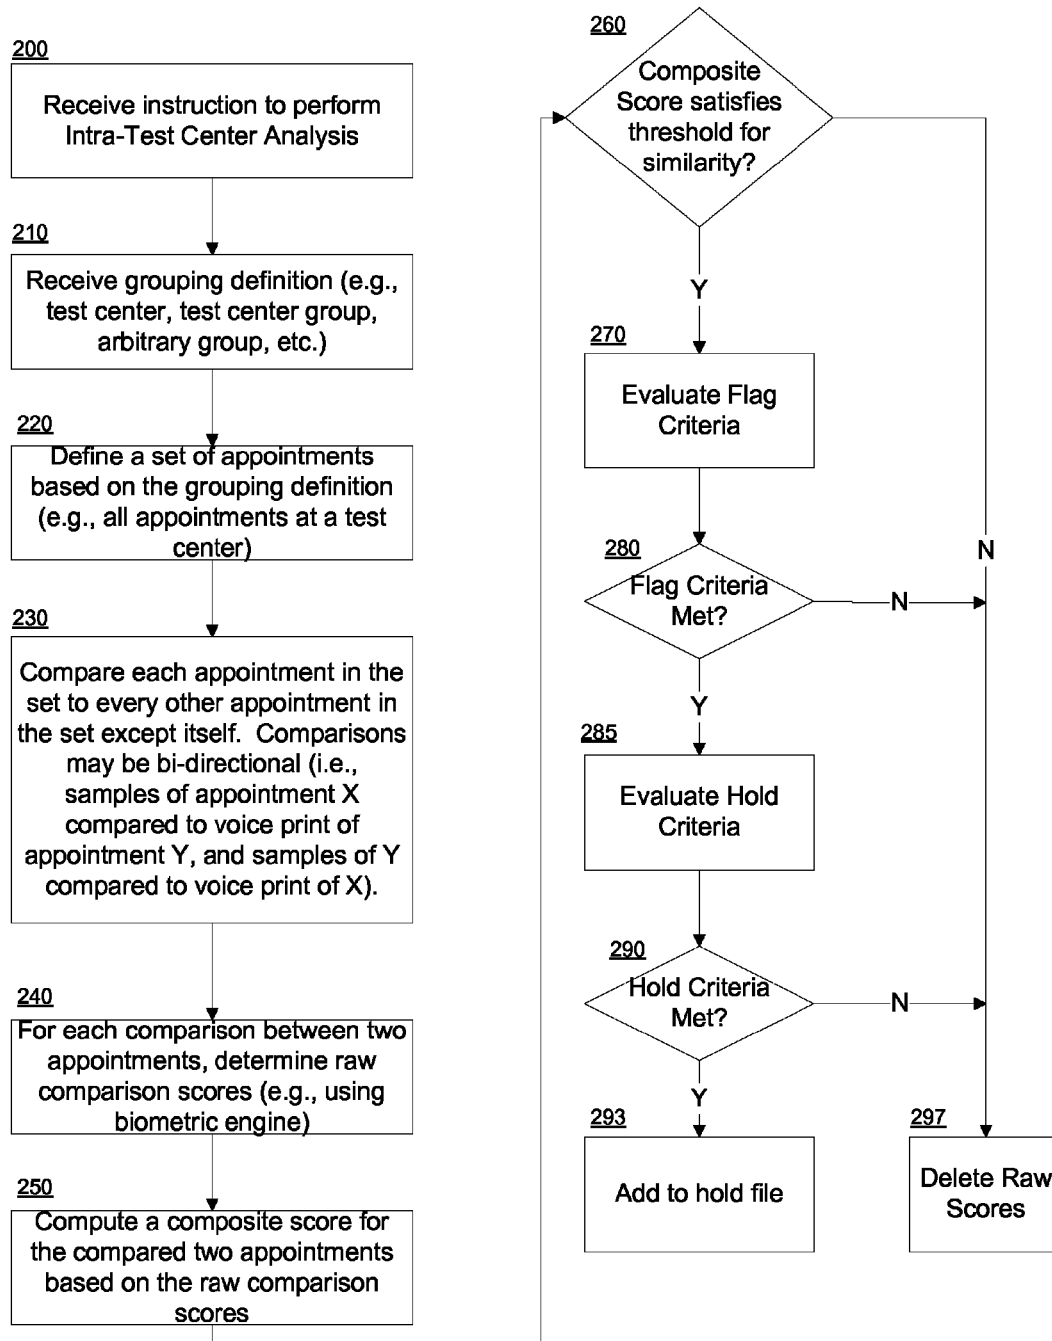 200
Receive instruction to perform
Intra-Test Center Analysis
210
Receive grouping definition (e.g.,
test center, test center group,
arbitrary group, etc.)
220
Define a set of appointments
based on the grouping definition
(e.g., all appointments at a test
center)
230
Compare each appointment in the
set to every other appointment in
the set except itself. Comparisons
may be bi-directional (i.e.,
samples of appointment X
compared to voice print of
appointment Y, and samples of Y
compared to voice print of X).
240
For each comparison between two
appointments, determine raw
comparison scores (e.g., using
biometric engine)
250
Compute a composite score for
the compared two appointments
based on the raw comparison
scores
260
Composite
Score satisfies
threshold for
similarity?
Y
N
270
Evaluate Flag
Criteria
280
Flag Criteria
Met?
N
Y
285
Evaluate Hold
Criteria
290
Hold Criteria
Met?
N
Y
293
Add to hold file
297
Delete Raw
Scores